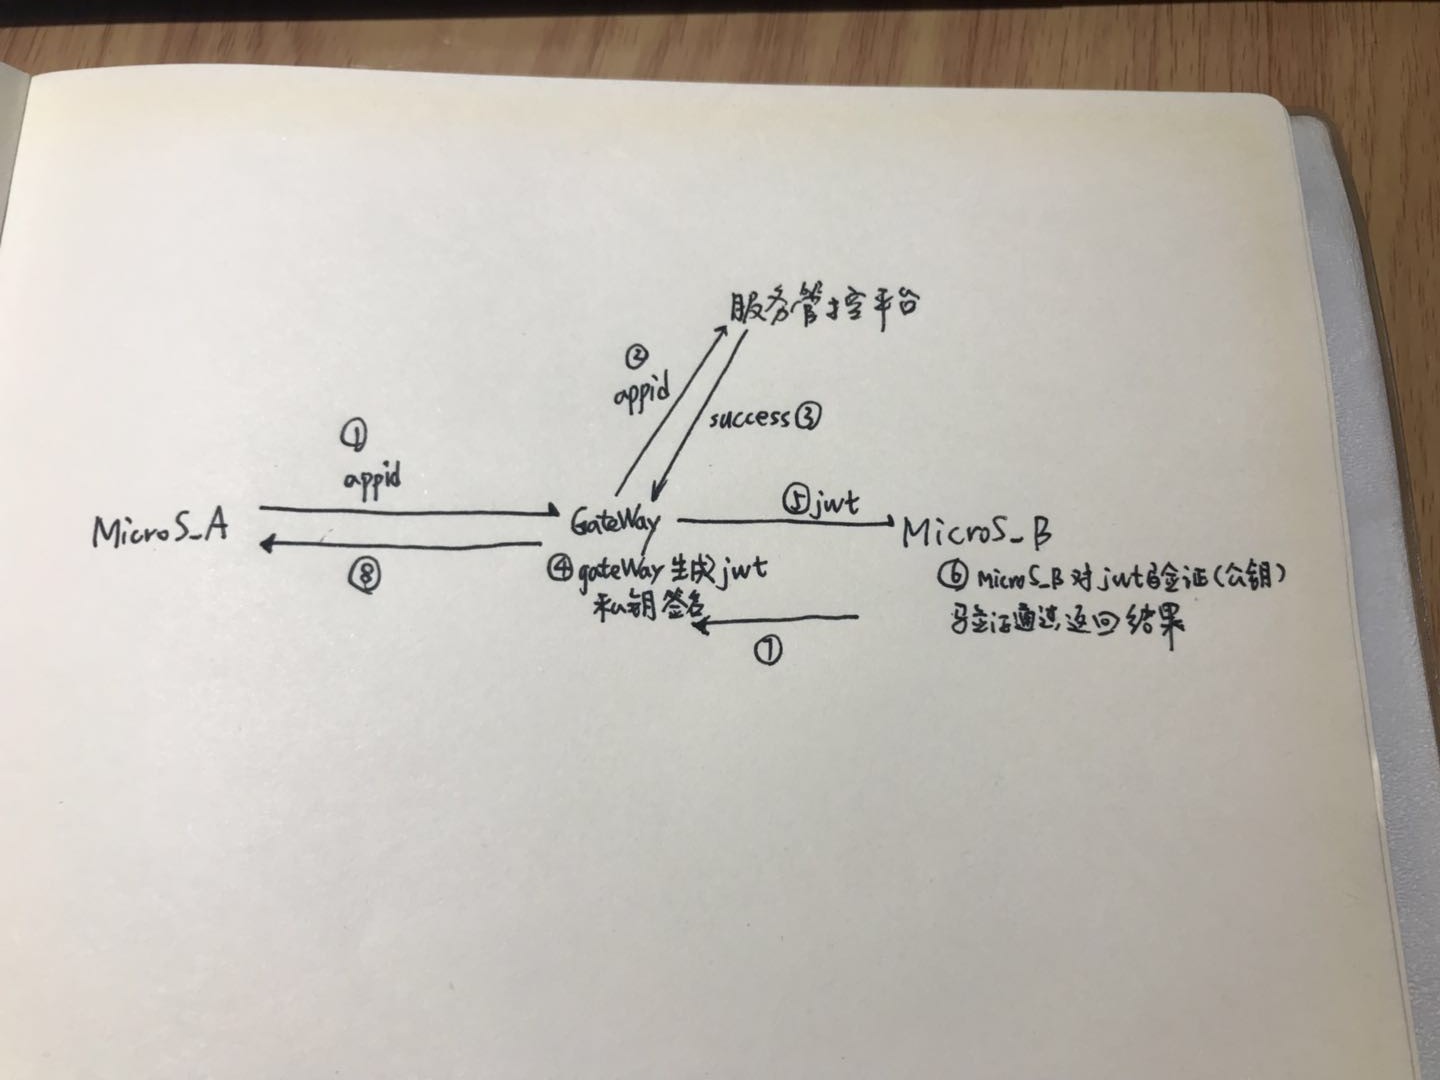 服务管控平台
②
appid
success③
①
appid
MicroS_A
GateWay
⑤jwt
MicroS_B
⑧
④gateWay生成jwt
私钥签名
⑥MicroS_B对jwt验证(公钥)
验证通过返回结果
⑦